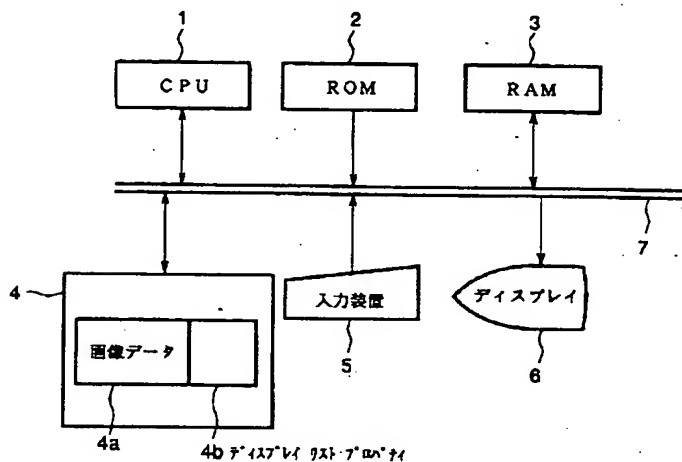 1
2
3
CPU
ROM
RAM
7
4
入力装置
ディスプレイ
画像データ
5
6
4a
4b ディスプレイ リスト・プロパティ